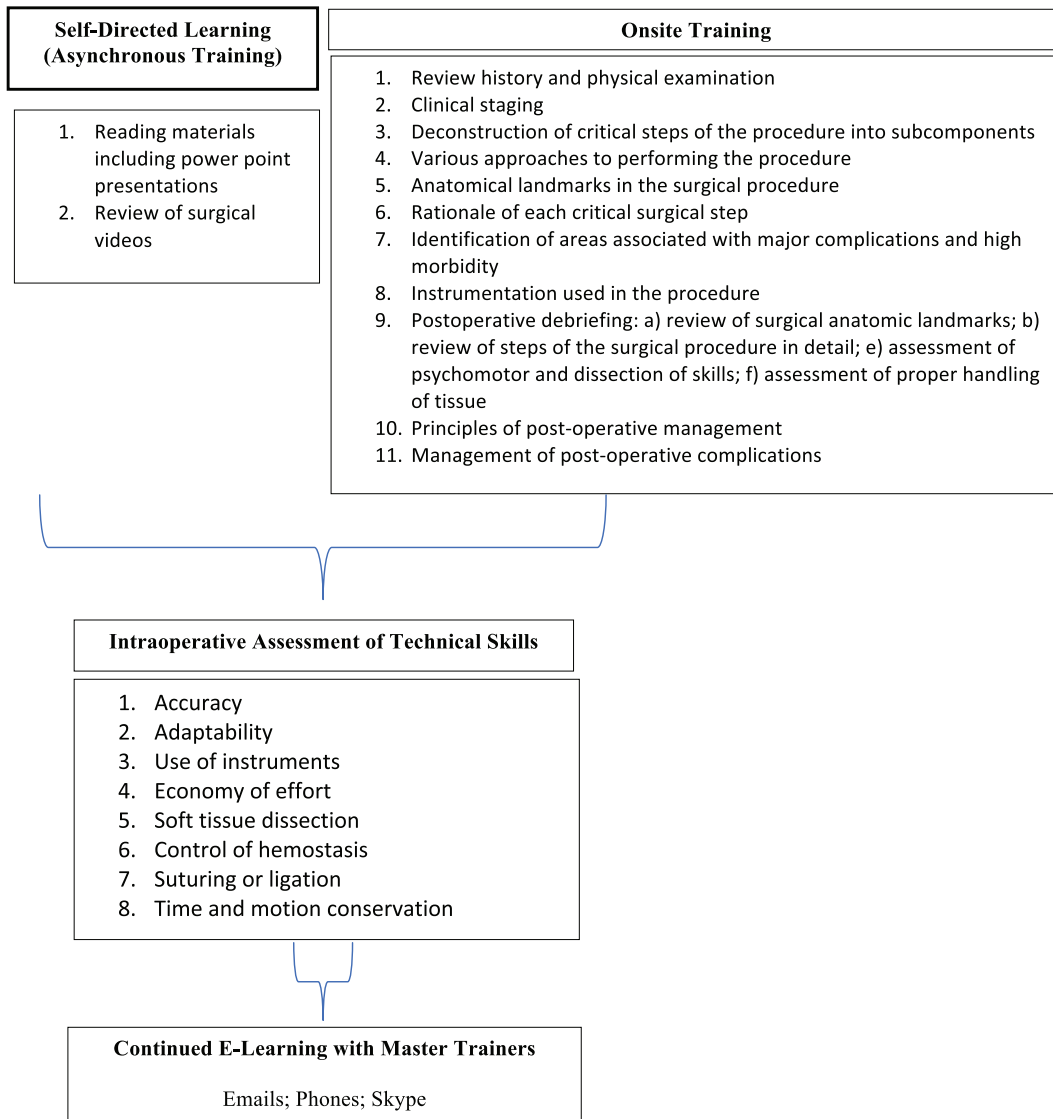 Self-Directed Learning
(Asynchronous Training)
1. Reading materials
including power point
presentations
2. Review of surgical
videos
Onsite Training
1. Review history and physical examination
2. Clinical staging
3. Deconstruction of critical steps of the procedure into subcomponents
4. Various approaches to performing the procedure
5. Anatomical landmarks in the surgical procedure
6. Rationale of each critical surgical step
7. Identification of areas associated with major complications and high
morbidity
8. Instrumentation used in the procedure
9. Postoperative debriefing: a) review of surgical anatomic landmarks; b)
review of steps of the surgical procedure in detail; e) assessment of
psychomotor and dissection of skills; f) assessment of proper handling
of tissue
10. Principles of post-operative management
11. Management of post-operative complications
Intraoperative Assessment of Technical Skills
1. Accuracy
2. Adaptability
3. Use of instruments
4. Economy of effort
5. Soft tissue dissection
6. Control of hemostasis
7. Suturing or ligation
8. Time and motion conservation
Continued E-Learning with Master Trainers
Emails; Phones; Skype